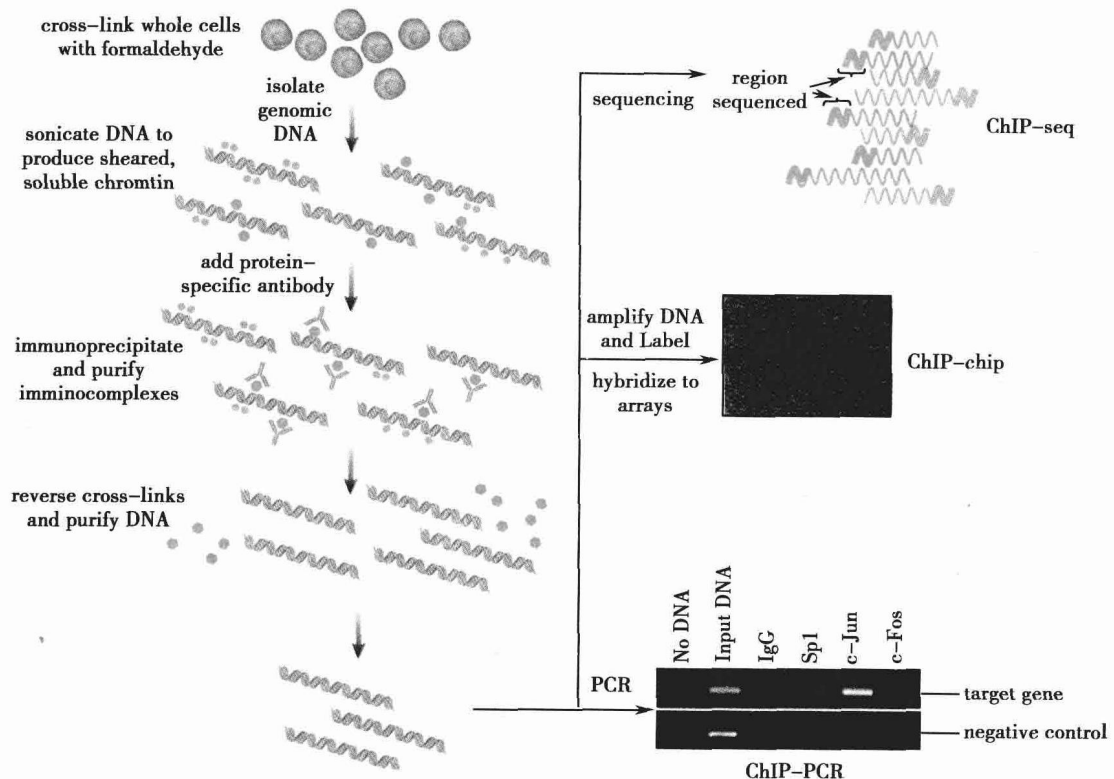 cross-link whole cells
with formaldehyde
isolate
genomic
DNA
sonicate DNA to
produce sheared,
soluble chromtin
add protein-
specific antibody
immunoprecipitate
and purify
imminocomplexes
reverse cross-links
and purify DNA
sequencing
region
sequenced
ChIP-seq
amplify DNA
and Label
hybridize to
arrays
ChIP-chip
PCR
No DNA
Input DNA
IgG
Sp1
c-Jun
c-Fos
target gene
negative control
ChIP-PCR